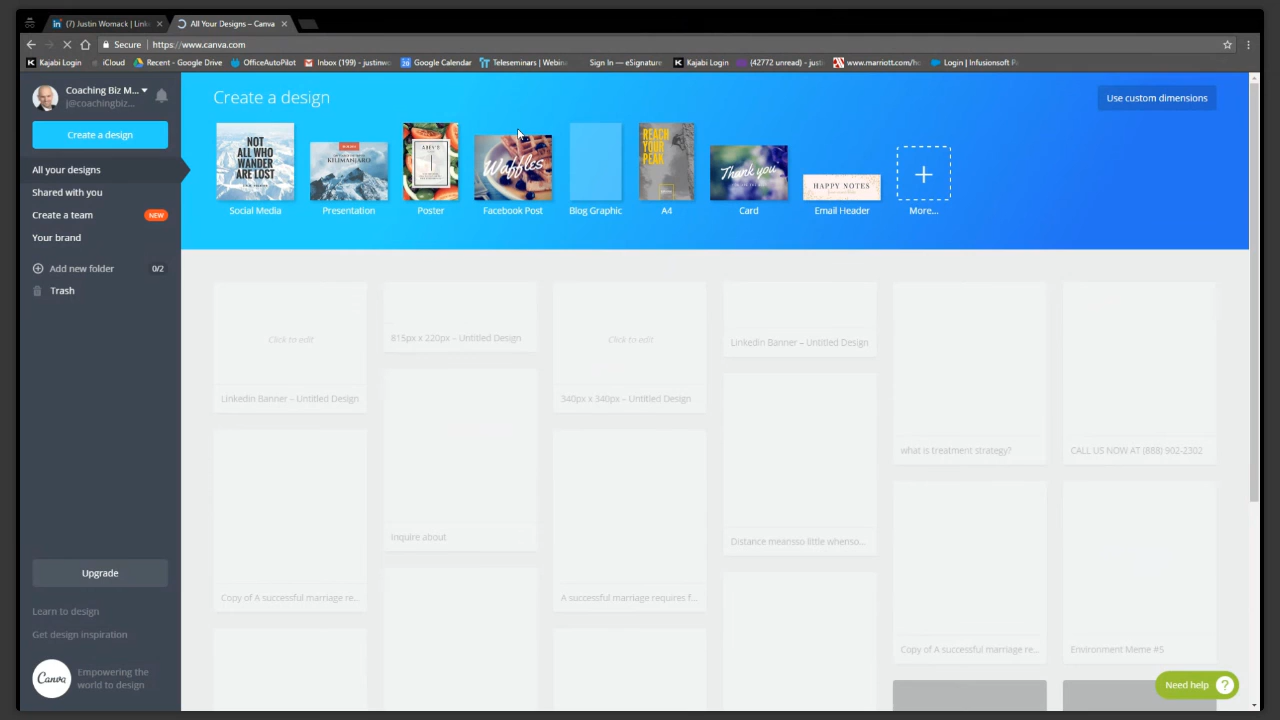 (7) Justin Womack | Link
All Your Designs – Canva
Secure
https://www.canva.com
Kajabi Login
iCloud
Recent - Google Drive
OfficeAutoPilot
Inbox (199) - justinwo
Google Calendar
Teleseminars | Webina
Sign In — eSignature
Kajabi Login
(42772 unread) - justi
www.marriott.com/ho
Login | Infusionsoft Pa
Coaching Biz M...
j@coachingbiz...
Create a design
All your designs
Shared with you
Create a team
NEW
Your brand
Add new folder
0/2
Trash
Upgrade
Learn to design
Get design inspiration
Canva
Empowering the
world to design
Create a design
Use custom dimensions
NOT
ALL WHO
WANDER
ARE LOST
KILIMANJARO
Waffles
REACH
YOUR
PEAK
Thank you
HAPPY NOTES
Social Media
Presentation
Poster
Facebook Post
Blog Graphic
A4
Card
Email Header
More...
Click to edit
815px x 220px – Untitled Design
Click to edit
Linkedin Banner – Untitled Design
Linkedin Banner – Untitled Design
340px x 340px – Untitled Design
what is treatment strategy?
CALL US NOW AT (888) 902-2302
Inquire about
Distance meansso little whenso...
Copy of A successful marriage re...
A successful marriage requires f...
Copy of A successful marriage re...
Environment Meme #5
Need help
?